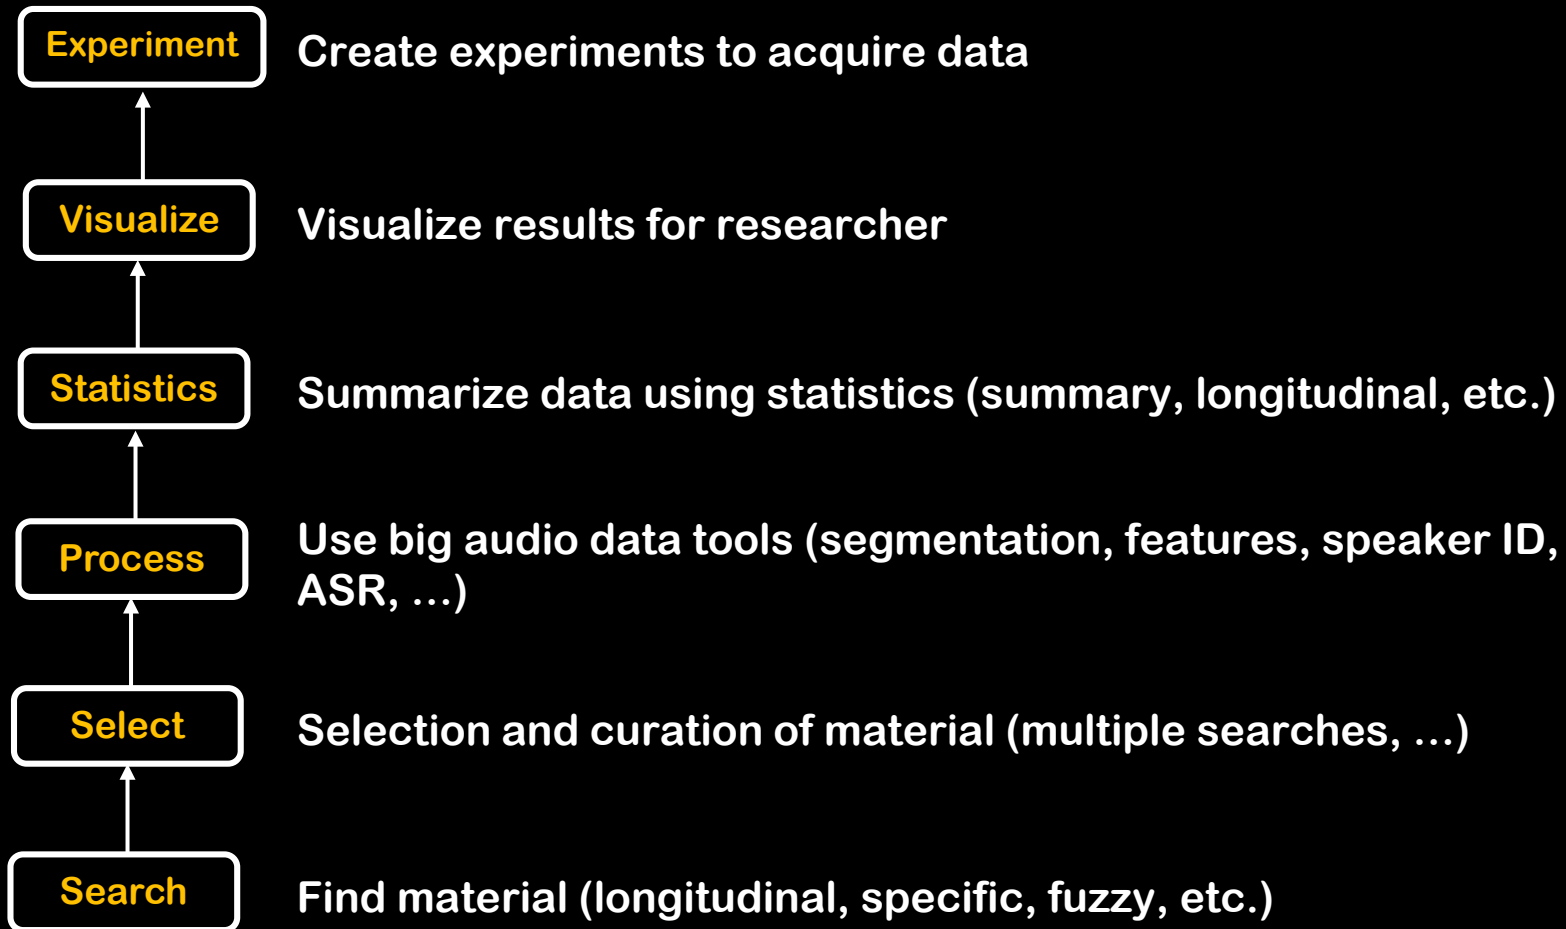 Experiment
Create experiments to acquire data
Visualize
Visualize results for researcher
Statistics
Summarize data using statistics (summary, longitudinal, etc.)
Process
Use big audio data tools (segmentation, features, speaker ID,
ASR, …)
Select
Selection and curation of material (multiple searches, …)
Search
Find material (longitudinal, specific, fuzzy, etc.)